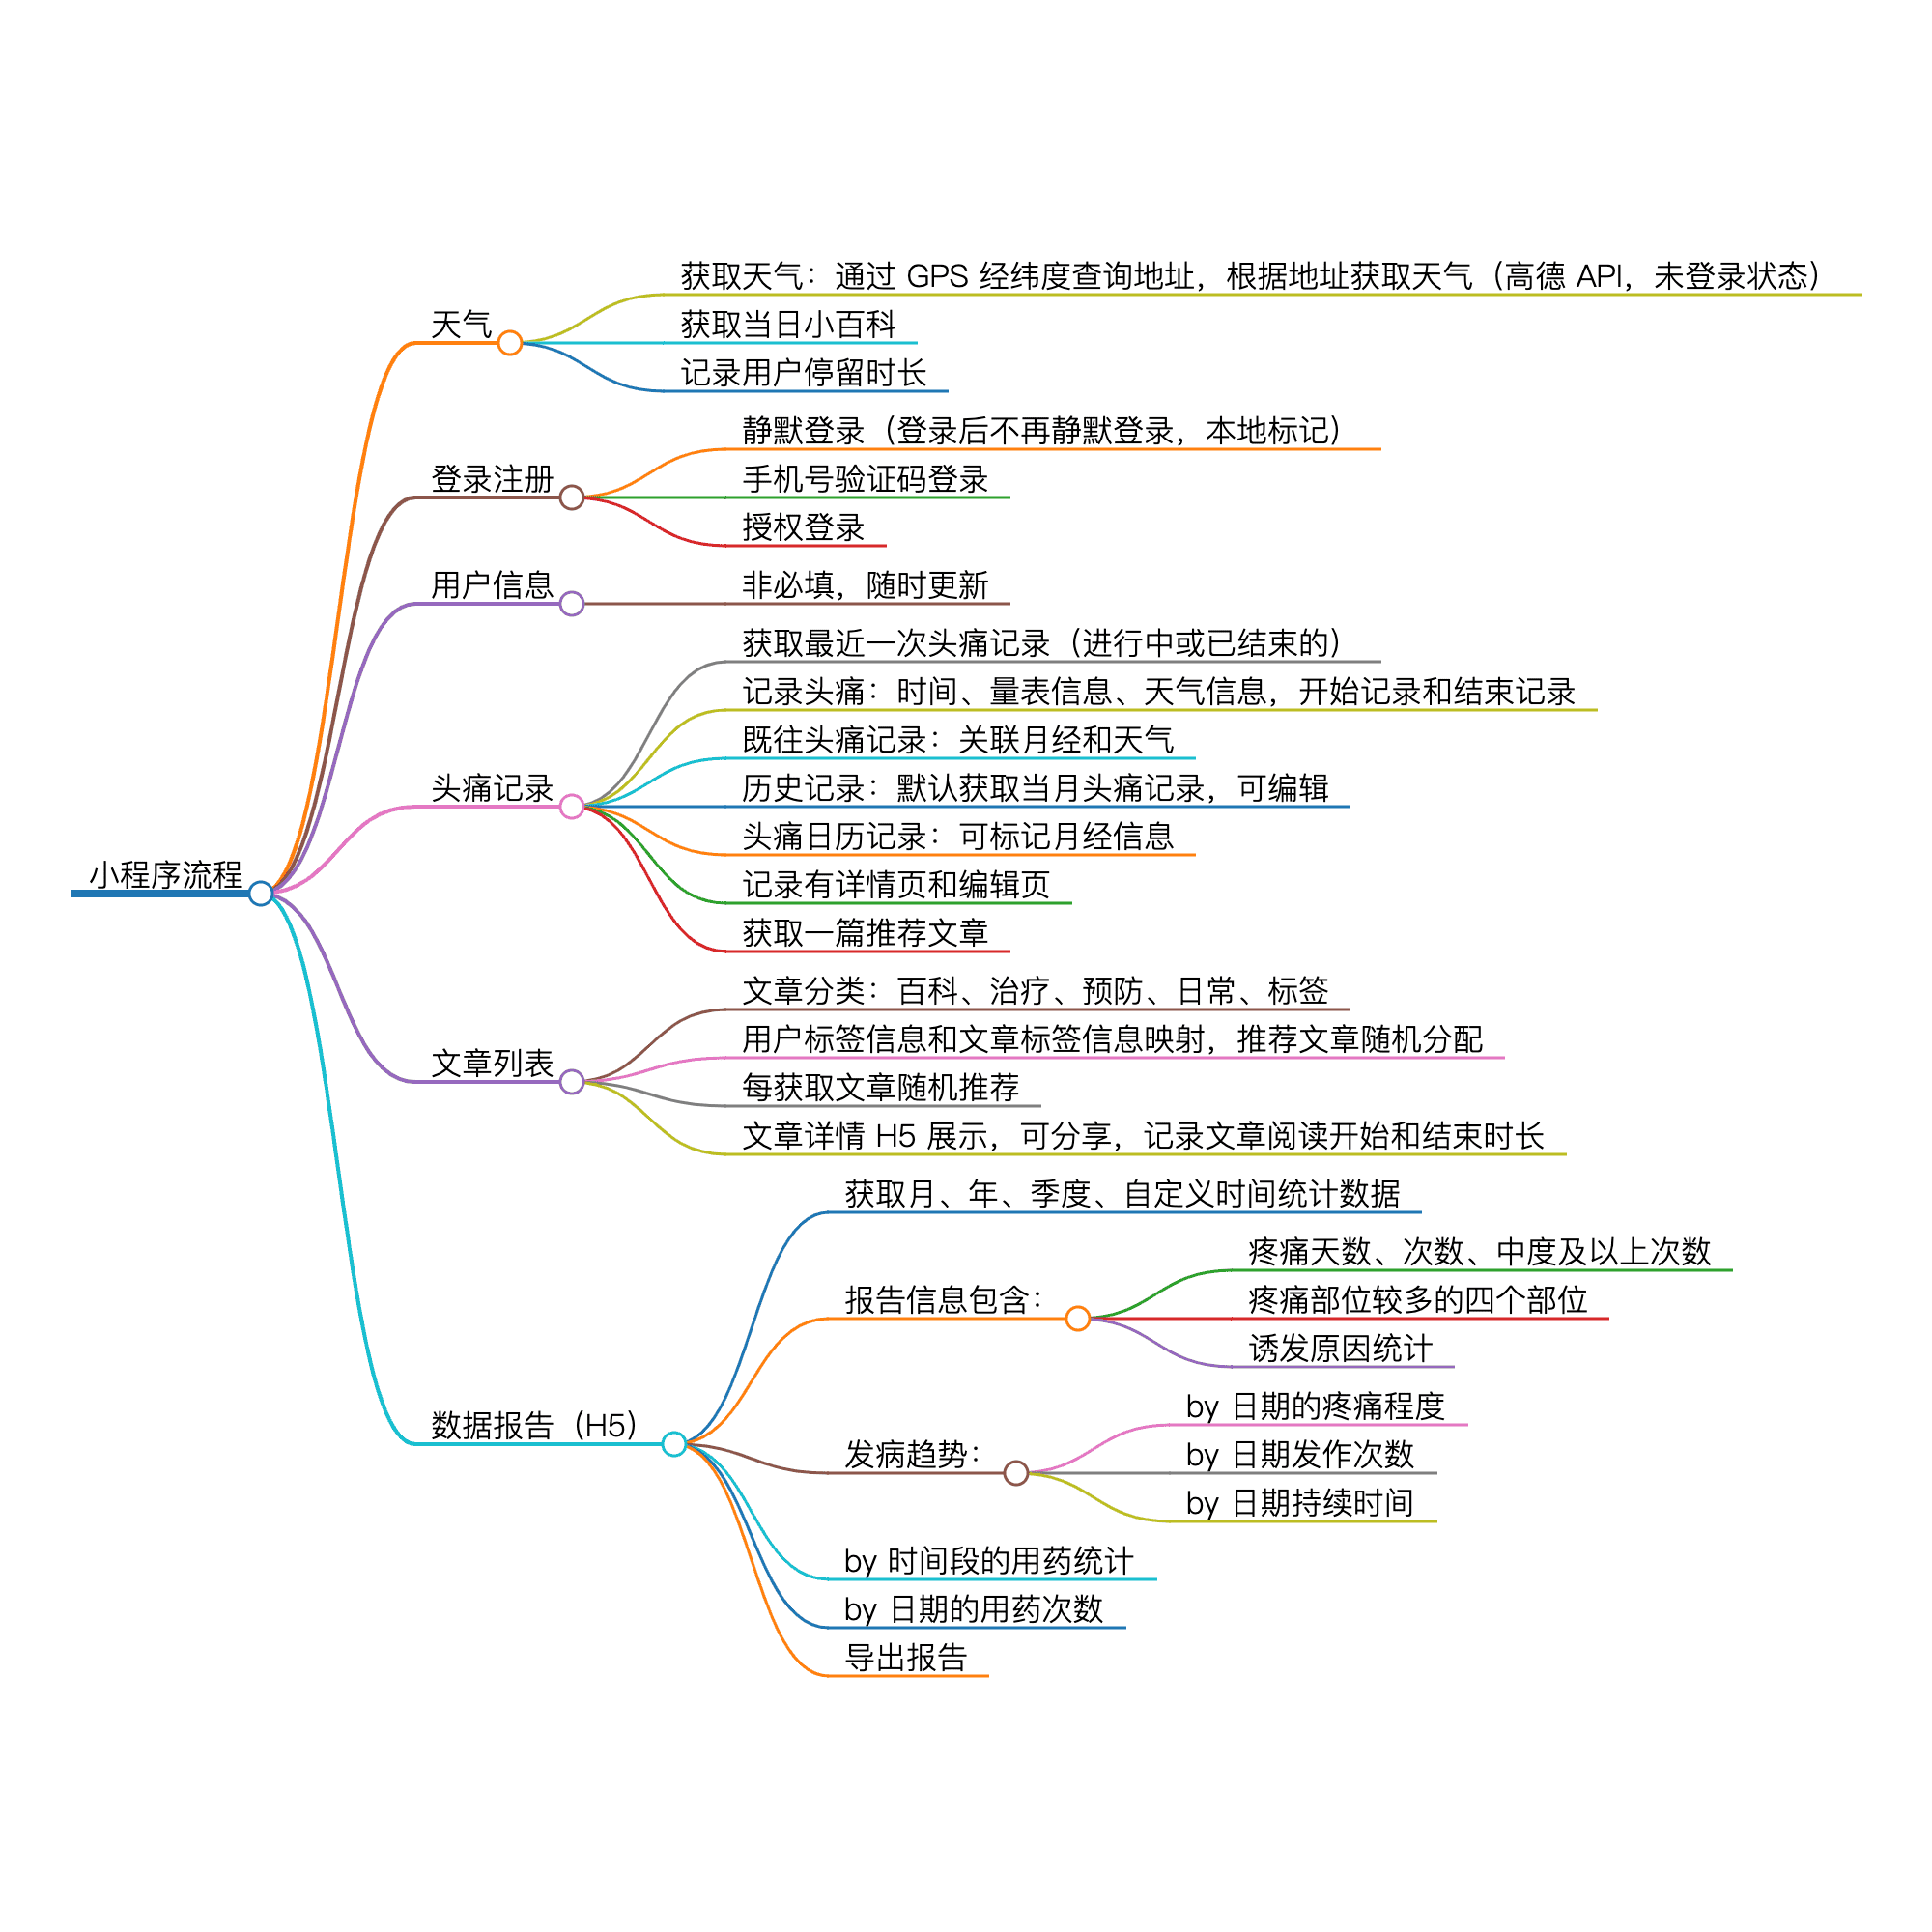 小程序流程
天气
获取天气：通过 GPS 经纬度查询地址，根据地址获取天气（高德 API，未登录状态）
获取当日小百科
记录用户停留时长
登录注册
静默登录（登录后不再静默登录，本地标记）
手机号验证码登录
授权登录
用户信息
非必填，随时更新
头痛记录
获取最近一次头痛记录（进行中或已结束的）
记录头痛：时间、量表信息、天气信息，开始记录和结束记录
既往头痛记录：关联月经和天气
历史记录：默认获取当月头痛记录，可编辑
头痛日历记录：可标记月经信息
记录有详情页和编辑页
获取一篇推荐文章
文章列表
文章分类：百科、治疗、预防、日常、标签
用户标签信息和文章标签信息映射，推荐文章随机分配
每获取文章随机推荐
文章详情 H5 展示，可分享，记录文章阅读开始和结束时长
数据报告（H5）
获取月、年、季度、自定义时间统计数据
报告信息包含：
疼痛天数、次数、中度及以上次数
疼痛部位较多的四个部位
诱发原因统计
发病趋势：
by 日期的疼痛程度
by 日期发作次数
by 日期持续时间
by 时间段的用药统计
by 日期的用药次数
导出报告